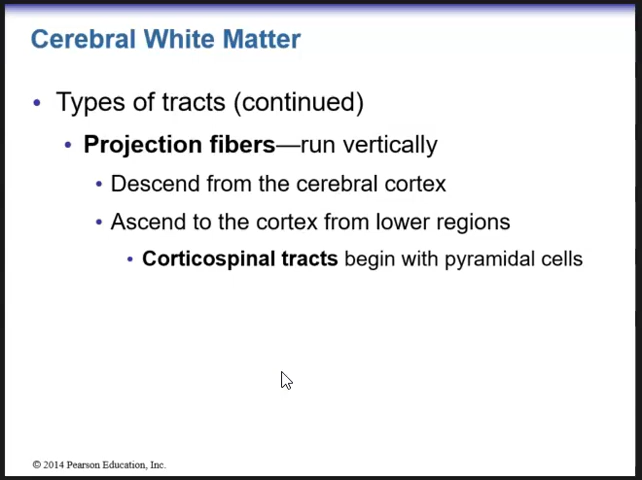 Cerebral White Matter
• Types of tracts (continued)
• Projection fibers—run vertically
• Descend from the cerebral cortex
• Ascend to the cortex from lower regions
• Corticospinal tracts begin with pyramidal cells
© 2014 Pearson Education, Inc.